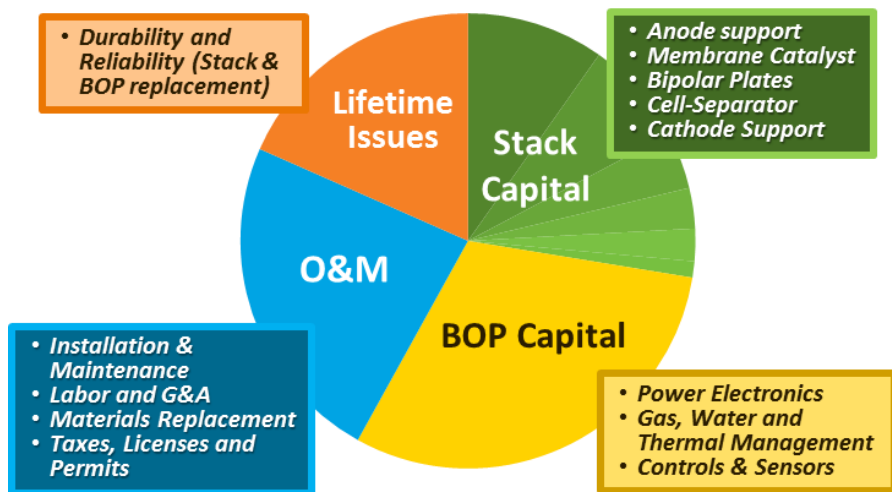 • Durability and
Reliability (Stack &
BOP replacement)
Lifetime
Issues
Stack
Capital
• Anode support
• Membrane Catalyst
• Bipolar Plates
• Cell-Separator
• Cathode Support
O&M
BOP Capital
• Installation &
Maintenance
• Labor and G&A
• Materials Replacement
• Taxes, Licenses and
Permits
• Power Electronics
• Gas, Water and
Thermal Management
• Controls & Sensors